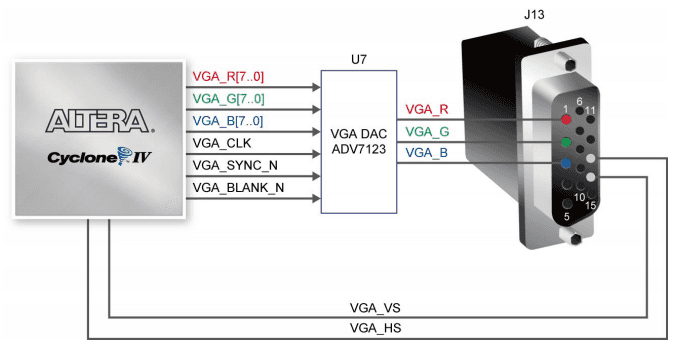 J13
U7
VGA_R[7..0]
VGA_G[7..0]
VGA_B[7..0]
VGA_CLK
VGA_SYNC_N
VGA_BLANK_N
ALTERA
Cyclone IV
VGA DAC
ADV7123
VGA_R
VGA_G
VGA_B
1
6
11
5
10
15
VGA_VS
VGA_HS